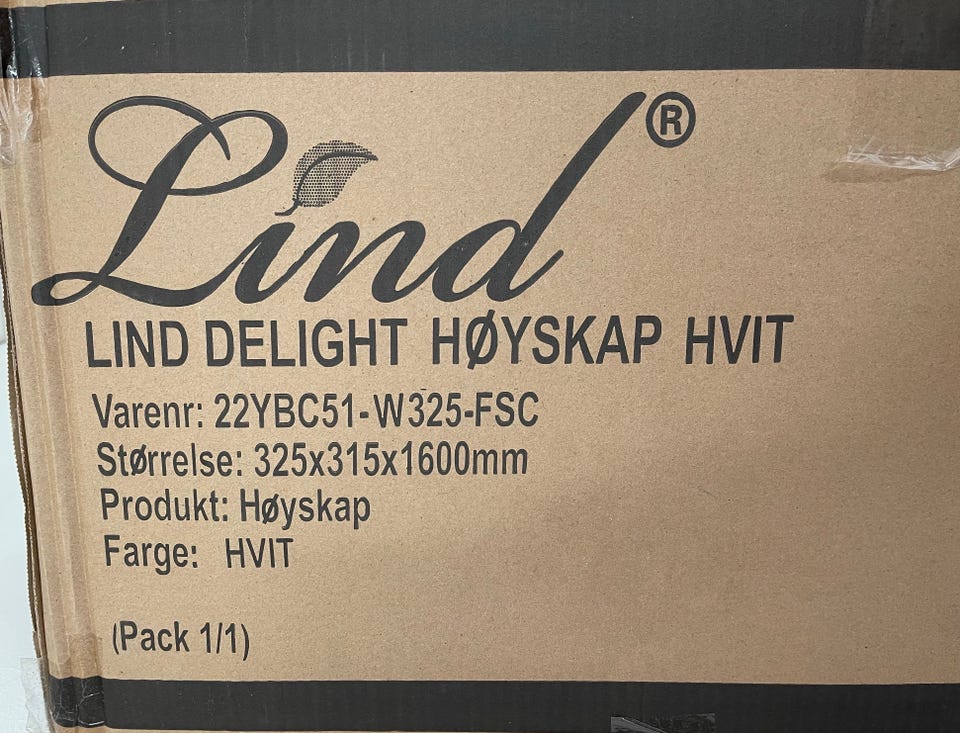 Lind®
LIND DELIGHT HØYSKAP HVIT
Varenr: 22YBC51-W325-FSC
Størrelse: 325x315x1600mm
Produkt: Høyskap
Farge: HVIT
(Pack 1/1)